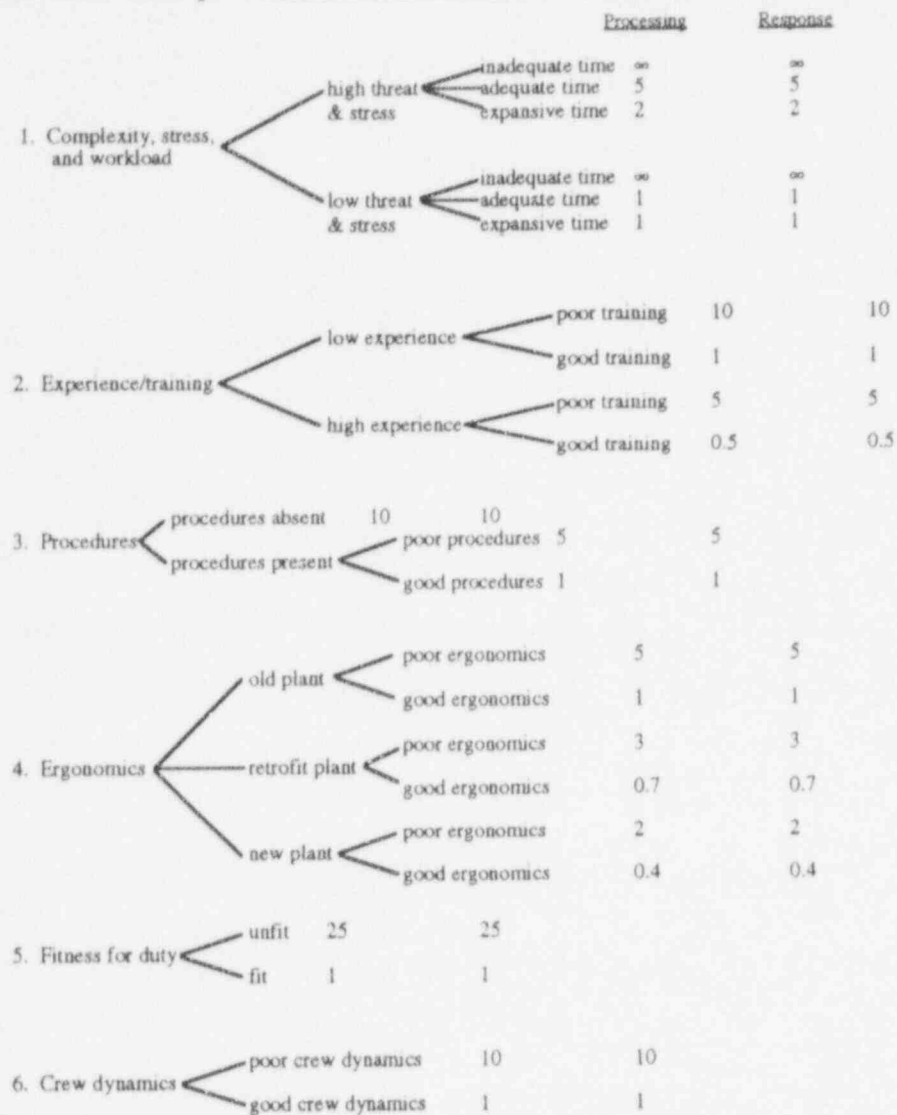 Processing Response
inadequate time ∞ ∞
high threat adequate time 5 5
& stress expansive time 2 2
1. Complexity, stress,
and workload
inadequate time ∞ ∞
low threat adequate time 1 1
& stress expansive time 1 1
poor training 10 10
low experience
good training 1 1
2. Experience/training
poor training 5 5
high experience
good training 0.5 0.5
procedures absent 10 10
3. Procedures
poor procedures 5 5
procedures present
good procedures 1 1
poor ergonomics 5 5
old plant
good ergonomics 1 1
poor ergonomics 3 3
4. Ergonomics retrofit plant
good ergonomics 0.7 0.7
poor ergonomics 2 2
new plant
good ergonomics 0.4 0.4
unfit 25 25
5. Fitness for duty
fit 1 1
poor crew dynamics 10 10
6. Crew dynamics
good crew dynamics 1 1